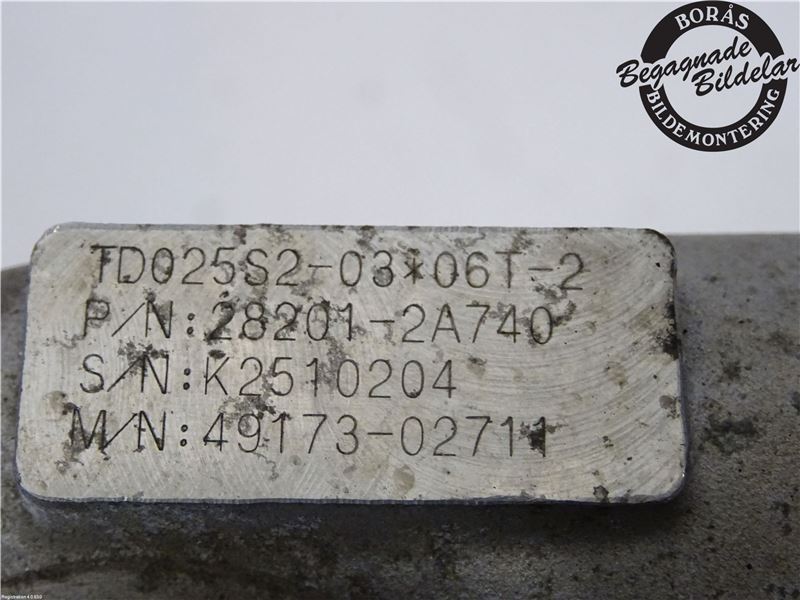 BORÅS
Begagnade
Bildelar
BILDEMONTERING
TD025S2-03*06T-2
P/N:28201-2A740
S/N:K2510204
M/N:49173-02711